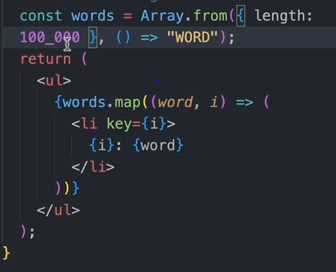 const words = Array.from({ length:
100_000 }, () => "WORD");
return (
<ul>
{words.map((word, i) => (
<li key={i}>
{i}: {word}
</li>
))}
</ul>
);
}